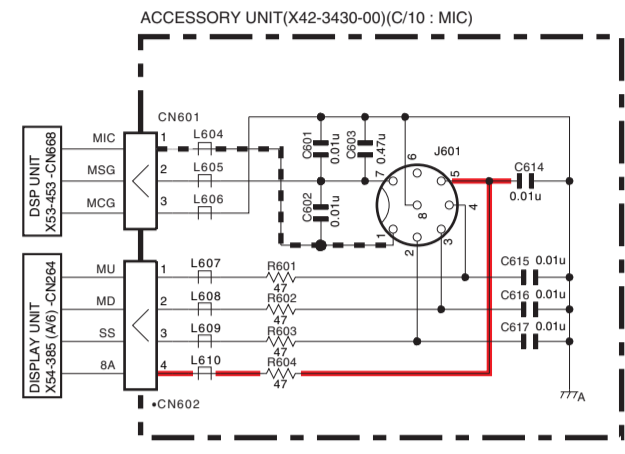 ACCESSORY UNIT(X42-3430-00)(C/10 : MIC)
CN601
DSP UNIT
X53-453 -CN668
MIC
1
L604
MSG
2
L605
MCG
3
L606
C601
0.01u
C603
0.47u
C602
0.01u
J601
7
6
5
8
4
1
2
3
C614
0.01u
DISPLAY UNIT
X54-385 (A/6) -CN264
MU
1
L607
R601
47
C615 0.01u
MD
2
L608
R602
47
C616 0.01u
SS
3
L609
R603
47
C617 0.01u
8A
4
L610
R604
47
•CN602
A